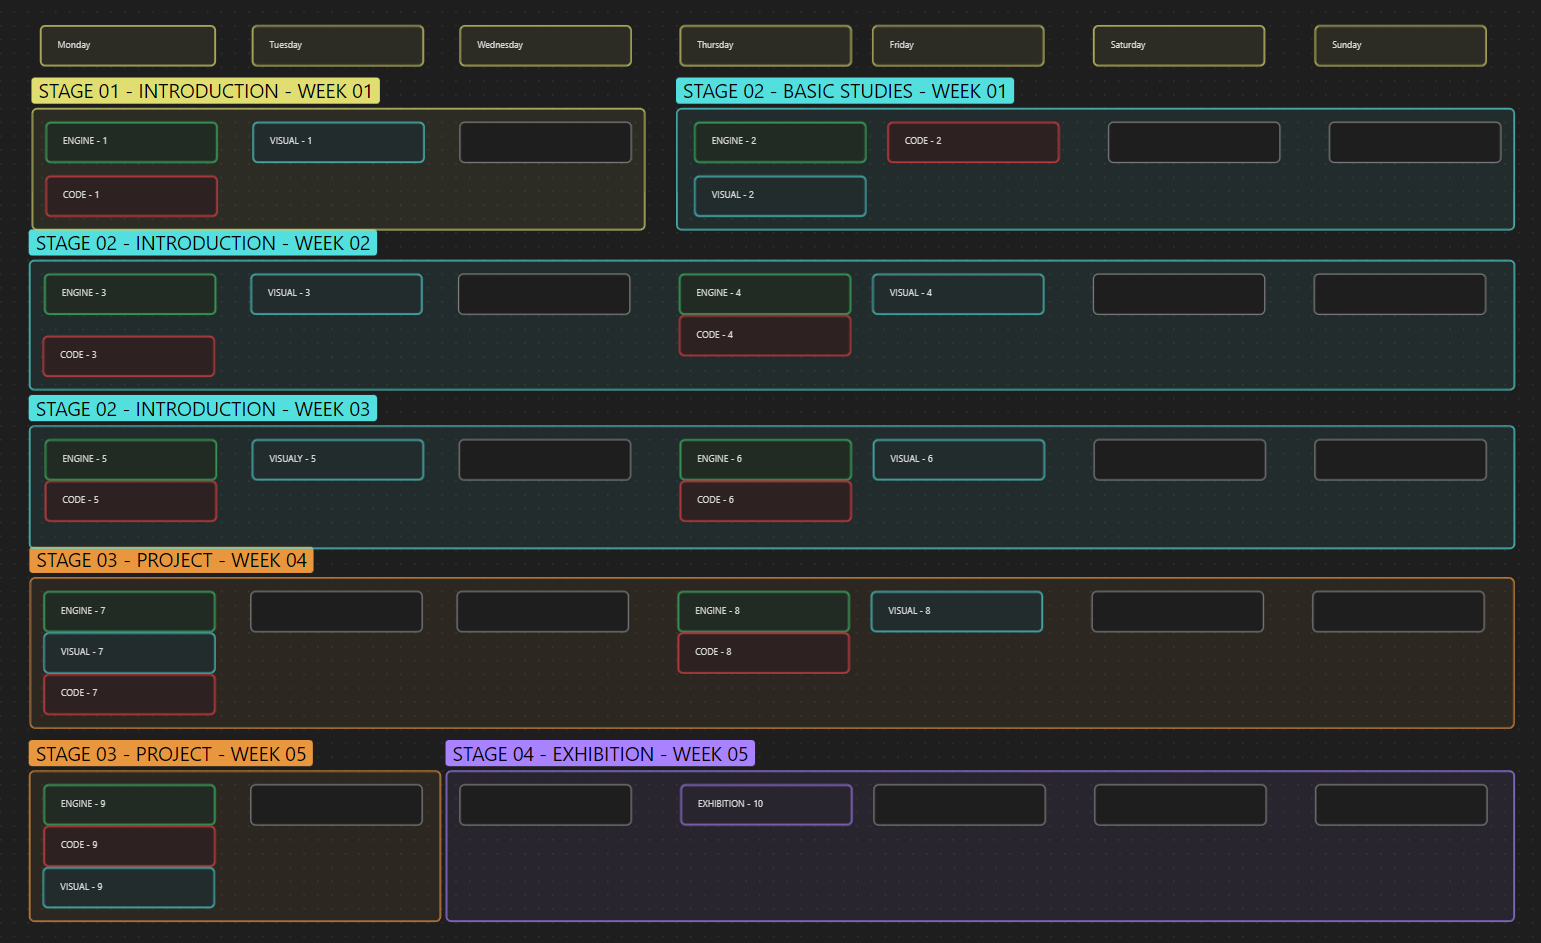 Monday
Tuesday
Wednesday
Thursday
Friday
Saturday
Sunday
STAGE 01 - INTRODUCTION - WEEK 01
ENGINE - 1
VISUAL - 1
CODE - 1
STAGE 02 - BASIC STUDIES - WEEK 01
ENGINE - 2
CODE - 2
VISUAL - 2
STAGE 02 - INTRODUCTION - WEEK 02
ENGINE - 3
VISUAL - 3
ENGINE - 4
VISUAL - 4
CODE - 4
CODE - 3
STAGE 02 - INTRODUCTION - WEEK 03
ENGINE - 5
VISUALY - 5
ENGINE - 6
VISUAL - 6
CODE - 5
CODE - 6
STAGE 03 - PROJECT - WEEK 04
ENGINE - 7
ENGINE - 8
VISUAL - 8
VISUAL - 7
CODE - 8
CODE - 7
STAGE 03 - PROJECT - WEEK 05
ENGINE - 9
CODE - 9
VISUAL - 9
STAGE 04 - EXHIBITION - WEEK 05
EXHIBITION - 10